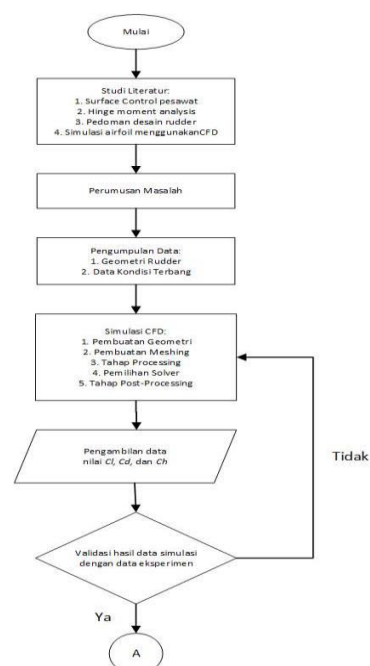 Mulai
Studi Literatur:
1. Surface Control pesawat
2. Hinge moment analysis
3. Pedoman desain rudder
4. Simulasi airfoil menggunakanCFD
Perumusan Masalah
Pengumpulan Data:
1. Geometri Rudder
2. Data Kondisi Terbang
Simulasi CFD:
1. Pembuatan Geometri
2. Pembuatan Meshing
3. Tahap Processing
4. Pemilihan Solver
5. Tahap Post-Processing
Pengambilan data
nilai Cl, Cd, dan Ch
Tidak
Validasi hasil data simulasi
dengan data eksperimen
Ya
A